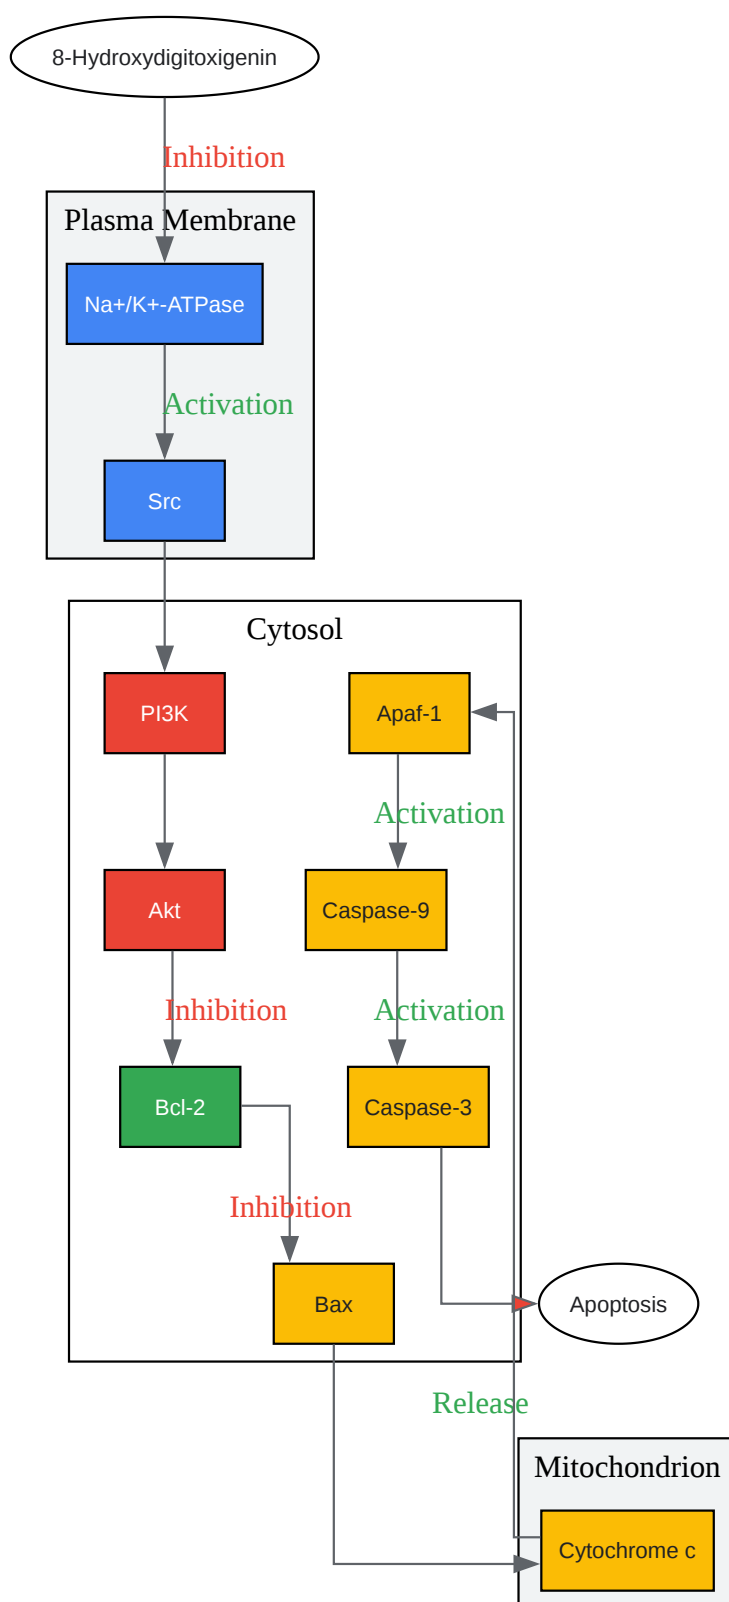 8-Hydroxydigitoxigenin
Inhibition
Plasma Membrane
Na+/K+-ATPase
Activation
Src
Cytosol
PI3K
Apaf-1
Activation
Akt
Caspase-9
Inhibition
Activation
Bcl-2
Caspase-3
Inhibition
Bax
Apoptosis
Release
Mitochondrion
Cytochrome c